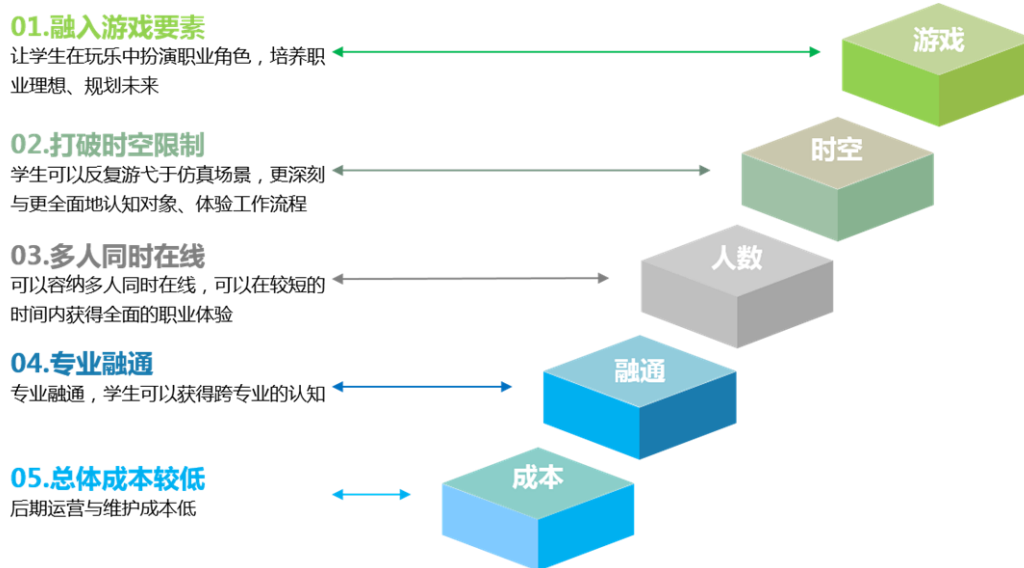 01.融入游戏要素
让学生在玩乐中扮演职业角色，培养职
业理想、规划未来
游戏
02.打破时空限制
学生可以反复游弋于仿真场景，更深刻
与更全面地认知对象、体验工作流程
时空
03.多人同时在线
可以容纳多人同时在线，可以在较短的
时间内获得全面的职业体验
人数
04.专业融通
专业融通，学生可以获得跨专业的认知
融通
05.总体成本较低
后期运营与维护成本低
成本